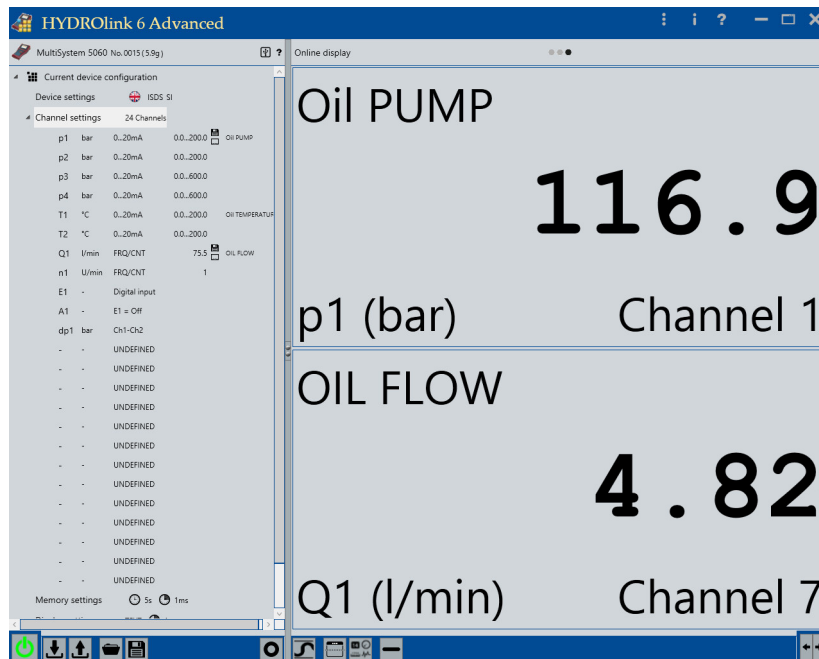 HYDROlink 6 Advanced
MultiSystem 5060 No. 0015 (5.9g)
?
Online display
Current device configuration
Device settings ISDS SI
Channel settings 24 Channels
p1 bar 0...20mA 0.0...200.0 Oil PUMP
p2 bar 0...20mA 0.0...200.0
p3 bar 0...20mA 0.0...600.0
p4 bar 0...20mA 0.0...600.0
T1 °C 0...20mA 0.0...200.0 Oil TEMPERATUR
T2 °C 0...20mA 0.0...200.0
Q1 l/min FRQ/CNT 75.5 OIL FLOW
n1 U/min FRQ/CNT 1
E1 - Digital input
A1 - E1 = Off
dp1 bar Ch1-Ch2
- - UNDEFINED
- - UNDEFINED
- - UNDEFINED
- - UNDEFINED
- - UNDEFINED
- - UNDEFINED
- - UNDEFINED
- - UNDEFINED
- - UNDEFINED
- - UNDEFINED
- - UNDEFINED
- - UNDEFINED
- - UNDEFINED
Memory settings 5s 1ms
Oil PUMP
116.9
p1 (bar) Channel 1
OIL FLOW
4.82
Q1 (l/min) Channel 7